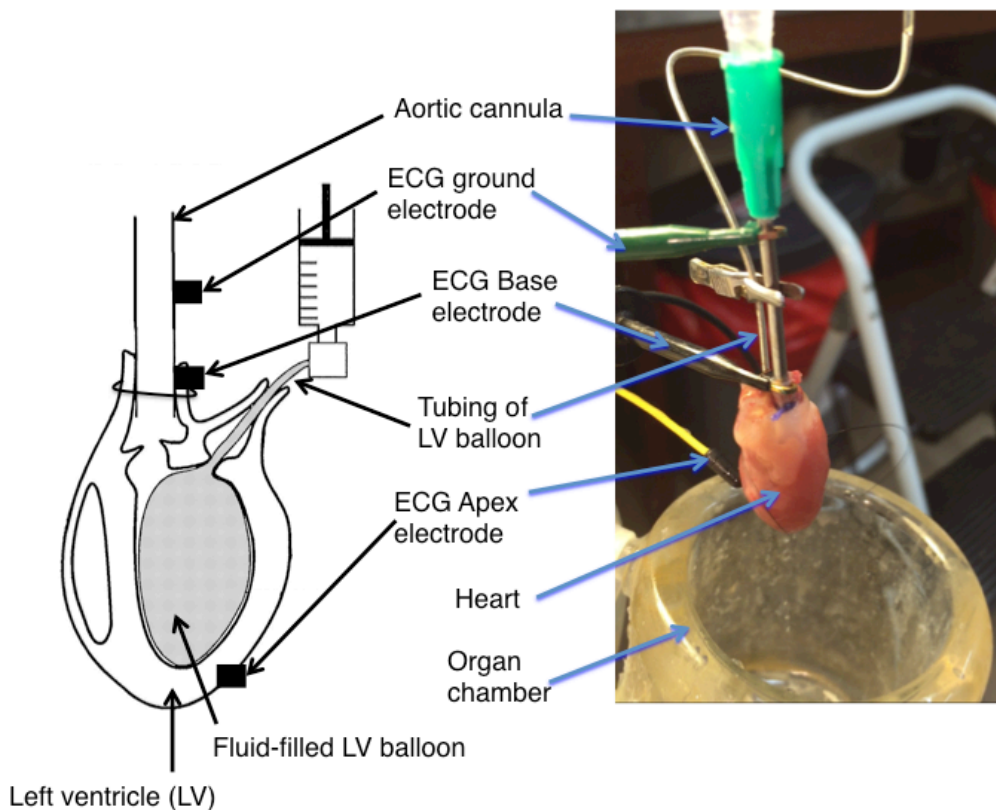 Aortic cannula
ECG ground
electrode
ECG Base
electrode
Tubing of
LV balloon
ECG Apex
electrode
Heart
Organ
chamber
Fluid-filled LV balloon
Left ventricle (LV)